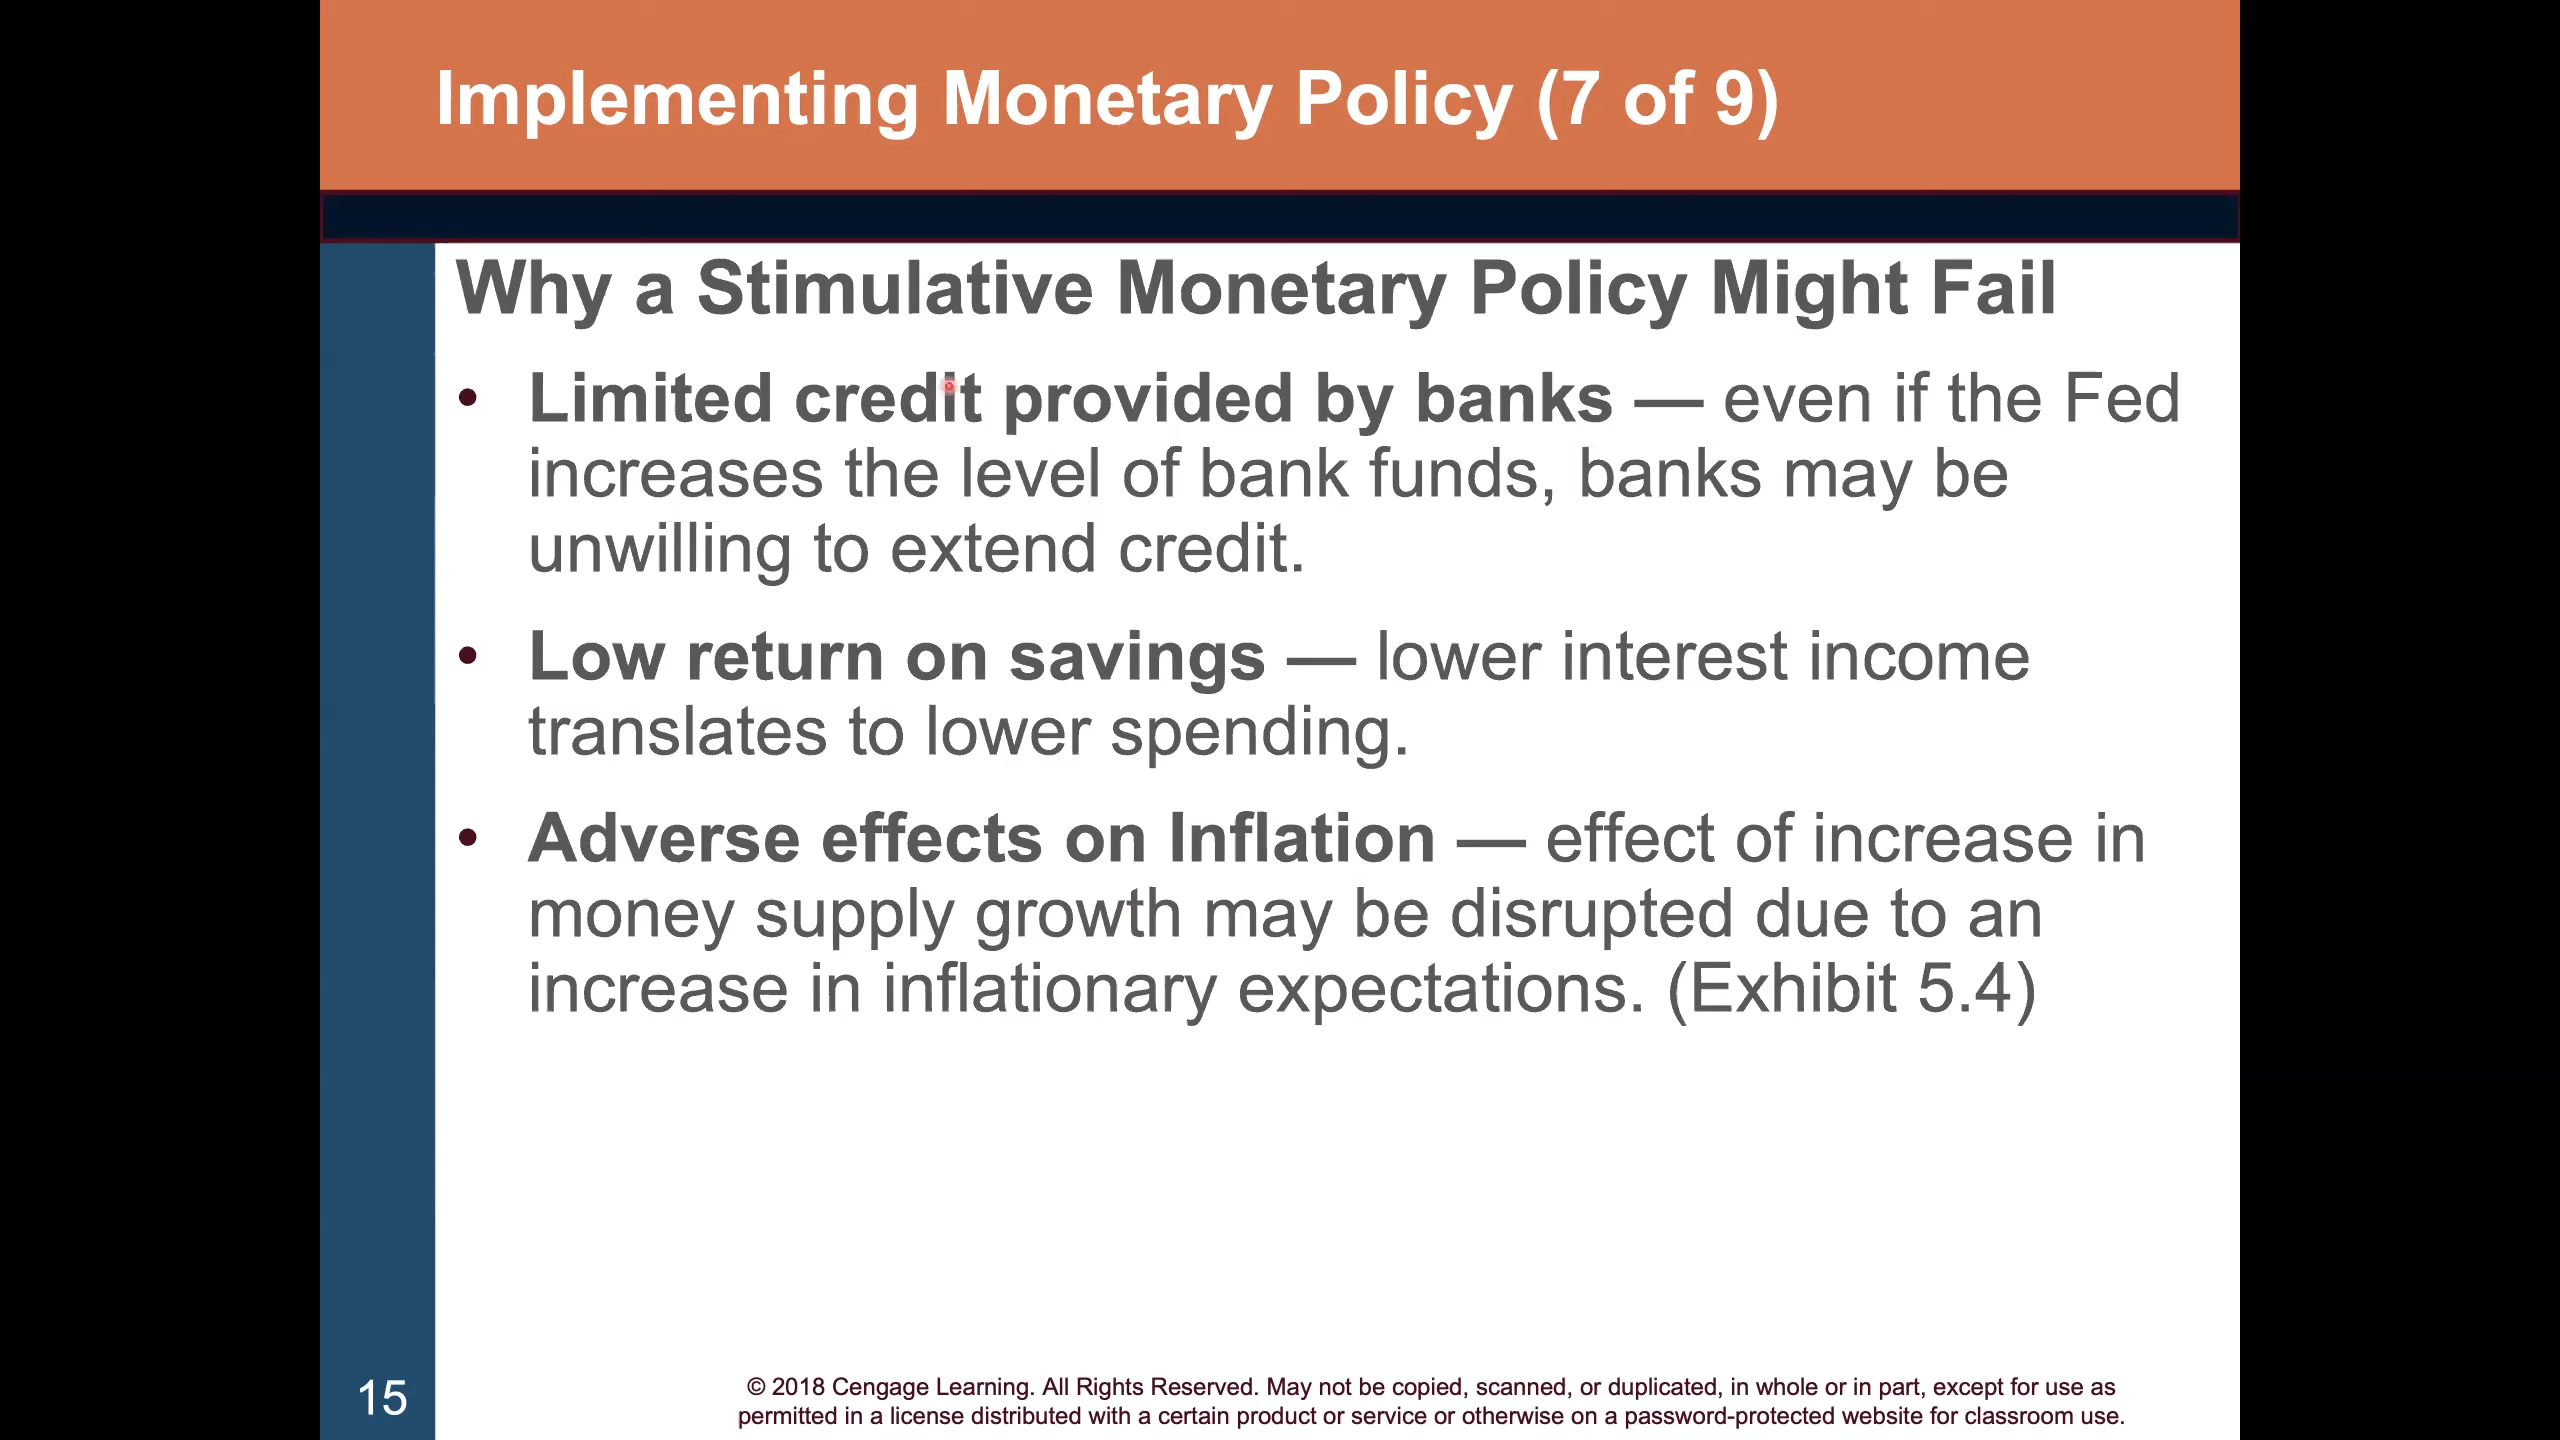 Implementing Monetary Policy (7 of 9)
Why a Stimulative Monetary Policy Might Fail
• Limited credit provided by banks — even if the Fed
increases the level of bank funds, banks may be
unwilling to extend credit.
• Low return on savings — lower interest income
translates to lower spending.
• Adverse effects on Inflation — effect of increase in
money supply growth may be disrupted due to an
increase in inflationary expectations. (Exhibit 5.4)
15
© 2018 Cengage Learning. All Rights Reserved. May not be copied, scanned, or duplicated, in whole or in part, except for use as
permitted in a license distributed with a certain product or service or otherwise on a password-protected website for classroom use.